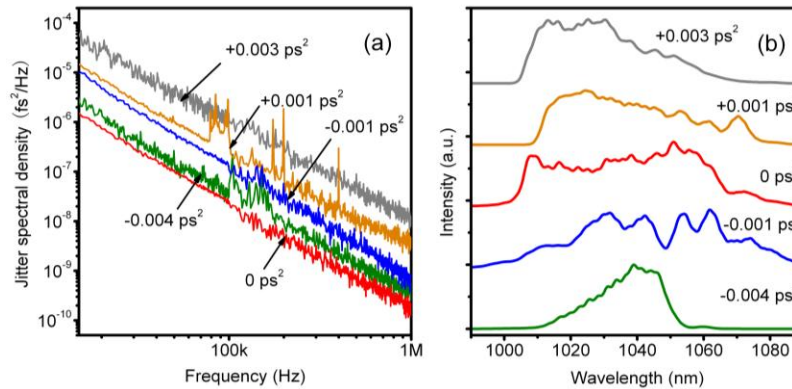 (a)
Jitter spectral density (fs²/Hz)
10⁻⁴
10⁻⁵
10⁻⁶
10⁻⁷
10⁻⁸
10⁻⁹
10⁻¹⁰
+0.003 ps²
+0.001 ps²
-0.001 ps²
-0.004 ps²
0 ps²
100k
1M
Frequency (Hz)
(b)
Intensity (a.u.)
+0.003 ps²
+0.001 ps
0 ps
-0.001 ps
-0.004 ps
1000 1020 1040 1060 1080
Wavelength (nm)